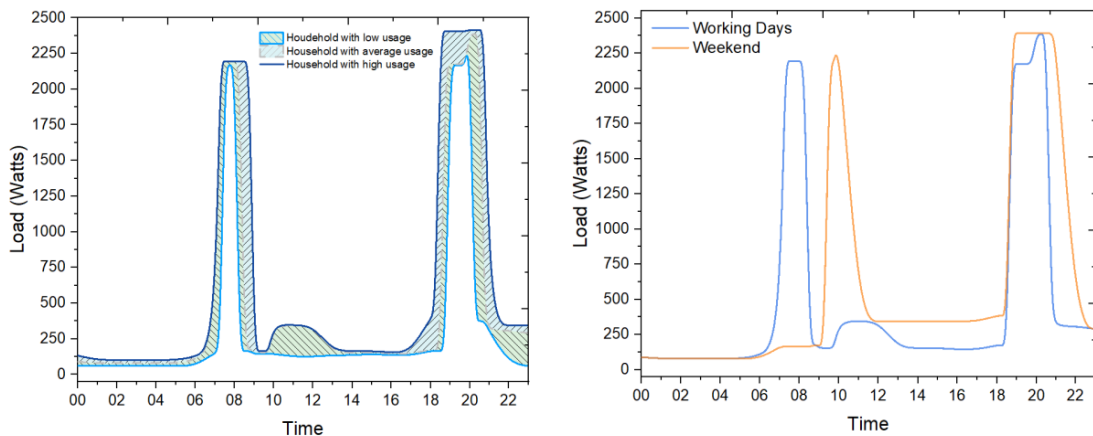 2500
2250
2000
1750
1500
1250
1000
750
500
250
0
Load (Watts)
Houdehold with low usage
Household with average usage
Household with high usage
00 02 04 06 08 10 12 14 16 18 20 22
Time
2500
2250
2000
1750
1500
1250
1000
750
500
250
0
Load (Watts)
Working Days
Weekend
00 02 04 06 08 10 12 14 16 18 20 22
Time